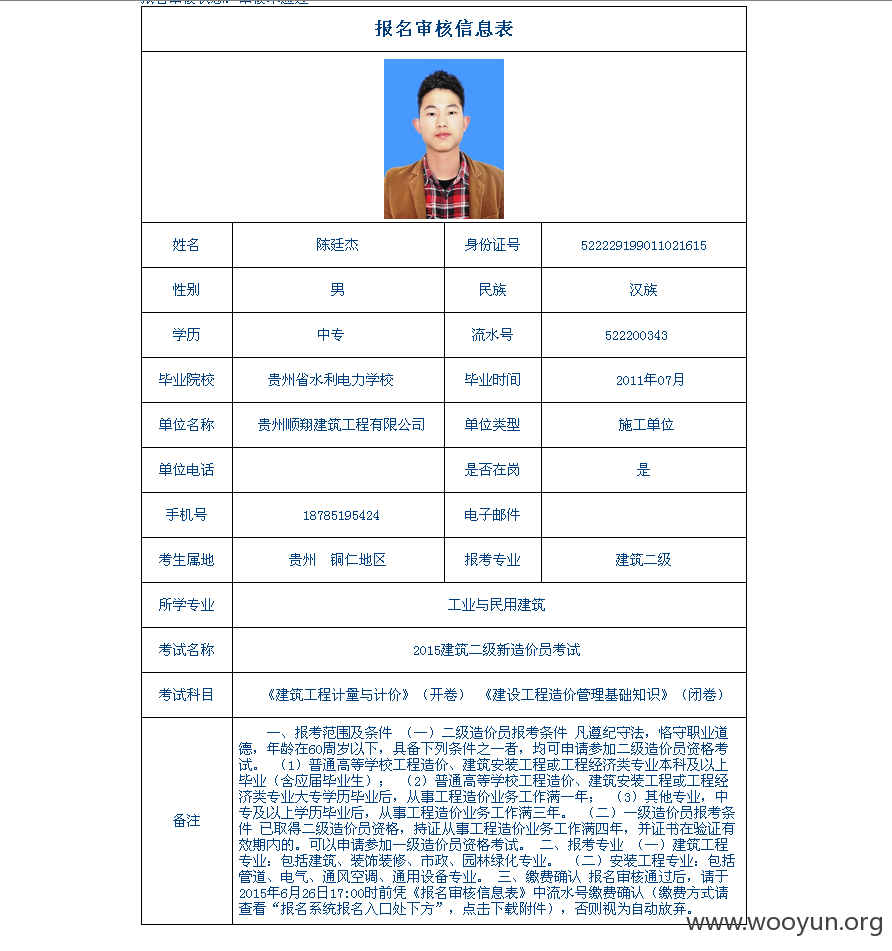 报名审核信息表
姓名 陈廷杰 身份证号 522229199011021615
性别 男 民族 汉族
学历 中专 流水号 522200343
毕业院校 贵州省水利电力学校 毕业时间 2011年07月
单位名称 贵州顺翔建筑工程有限公司 单位类型 施工单位
单位电话 是否在岗 是
手机号 18785195424 电子邮件
考生属地 贵州 铜仁地区 报考专业 建筑二级
所学专业 工业与民用建筑
考试名称 2015建筑二级新造价员考试
考试科目 《建筑工程计量与计价》（开卷） 《建设工程造价管理基础知识》（闭卷）
备注
一、报考范围及条件 （一）二级造价员报考条件 凡遵纪守法，恪守职业道
德，年龄在60周岁以下，具备下列条件之一者，均可申请参加二级造价员资格考
试。 （1）普通高等学校工程造价、建筑安装工程或工程经济类专业本科及以上
毕业（含应届毕业生）； （2）普通高等学校工程造价、建筑安装工程或工程经
济类专业大专学历毕业后，从事工程造价业务工作满一年； （3）其他专业，中
专及以上学历毕业后，从事工程造价业务工作满三年。 （二）一级造价员报考条
件 已取得二级造价员资格，持证从事工程造价业务工作满四年，并证书在验证有
效期内的。可以申请参加一级造价员资格考试。 二、报考专业 （一）建筑工程
专业：包括建筑、装饰装修、市政、园林绿化专业。 （二）安装工程专业：包括
管道、电气、通风空调、通用设备专业。 三、缴费确认 报名审核通过后，请于
2015年6月26日17:00时前凭《报名审核信息表》中流水号缴费确认（缴费方式请
查看“报名系统报名入口处下方”，点击下载附件），否则视为自动放弃。
www.wooyun.org